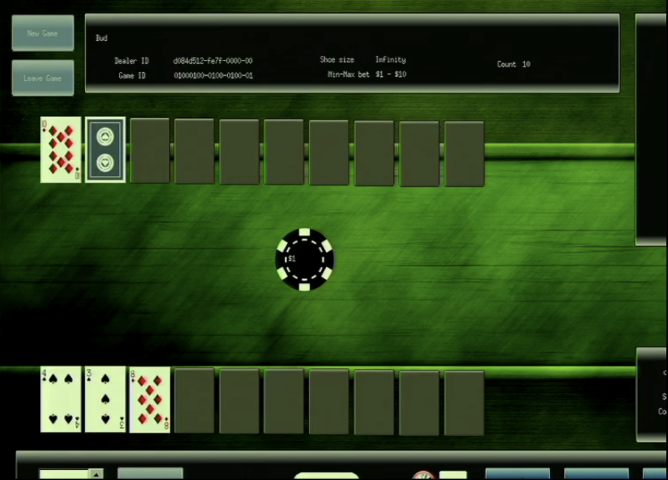 New Game
Bud
Dealer ID d084d512-fe7f-0000-00
Shoe size Infinity
Count 10
Game ID 01000100-0100-0100-01
Min-Max bet $1 - $10
Leave Game
$1